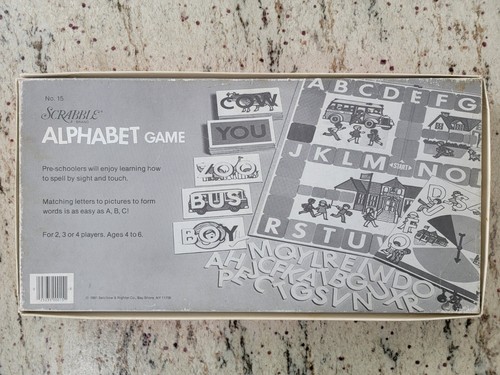 No. 15
SCRABBLE
BRAND
ALPHABET GAME
Pre-schoolers will enjoy learning how
to spell by sight and touch.
Matching letters to pictures to form
words is as easy as A, B, C!
For 2, 3 or 4 players. Ages 4 to 6.
COW
YOU
ZOO
BUS
BOY
A B C D E F G
J K L M START N O
R S T U